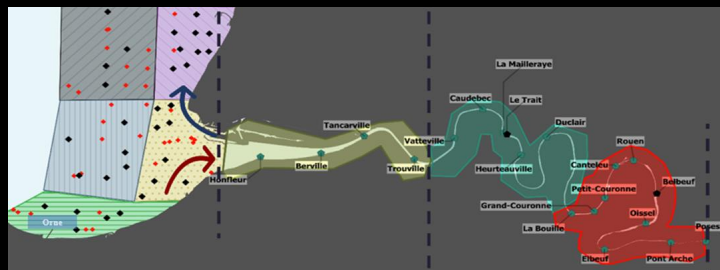 La Mailleraye
Caudebec
Le Trait
Duclair
Tancarville
Vatteville
Rouen
Honfleur
Berville
Trouville
Heurteauville
Canteleu
Petit-Couronne
Belbeuf
Grand-Couronne
Oissel
Orne
La Bouille
Poses
Elbeuf
Pont Arche